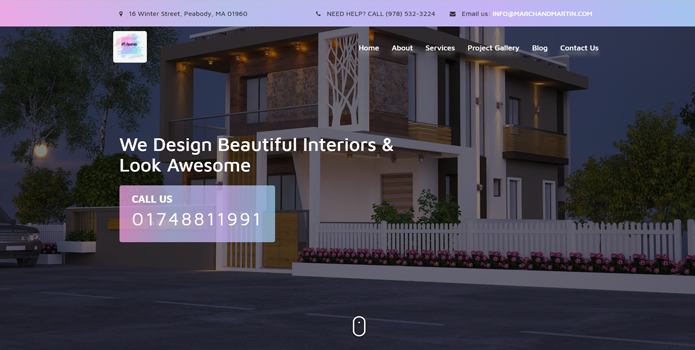 16 Winter Street, Peabody, MA 01960
NEED HELP? CALL (978) 532-3224
Email us: INFO@MARCHANDMARTIN.COM
Home About Services Project Gallery Blog Contact Us
We Design Beautiful Interiors &
Look Awesome
CALL US
01748811991